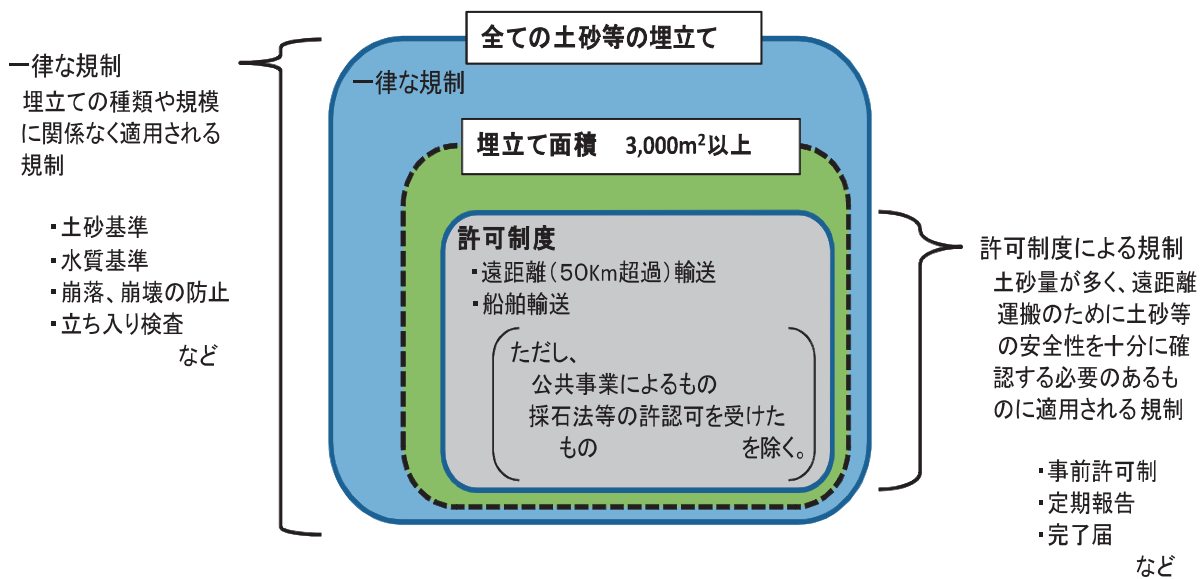 全ての土砂等の埋立て
一律な規制
埋立ての種類や規模
に関係なく適用される
規制
・土砂基準
・水質基準
・崩落、崩壊の防止
・立ち入り検査
など
一律な規制
埋立て面積 3,000m²以上
許可制度
・遠距離(50Km超過)輸送
・船舶輸送
ただし、
公共事業によるもの
採石法等の許認可を受けた
もの を除く。
許可制度による規制
土砂量が多く、遠距離
運搬のために土砂等
の安全性を十分に確
認する必要のあるも
のに適用される規制
・事前許可制
・定期報告
・完了届
など